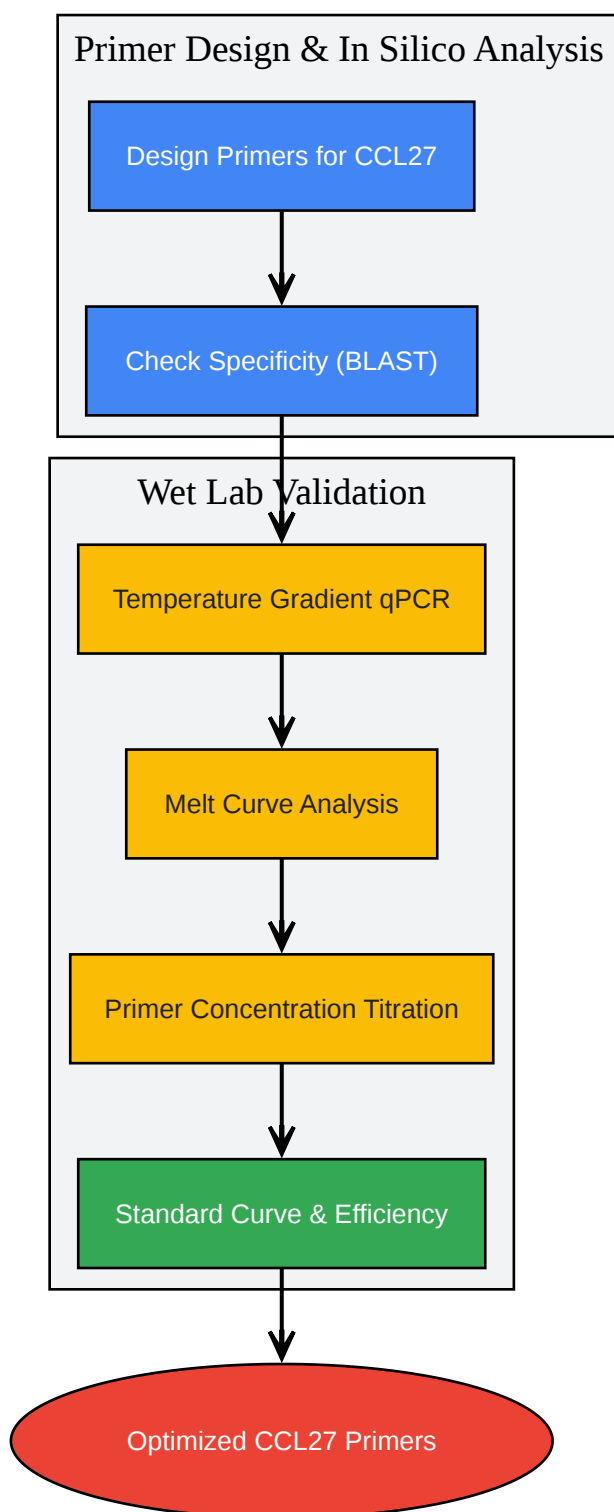 Primer Design & In Silico Analysis
Design Primers for CCL27
Check Specificity (BLAST)
Wet Lab Validation
Temperature Gradient qPCR
Melt Curve Analysis
Primer Concentration Titration
Standard Curve & Efficiency
Optimized CCL27 Primers